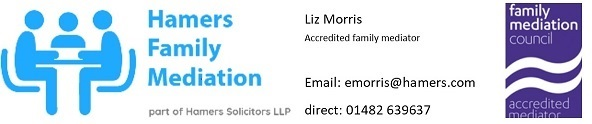 Hamers
Family
Mediation
part of Hamers Solicitors LLP
Liz Morris
Accredited family mediator
Email: emorris@hamers.com
direct: 01482 639637
family
mediation
council
accredited
mediator